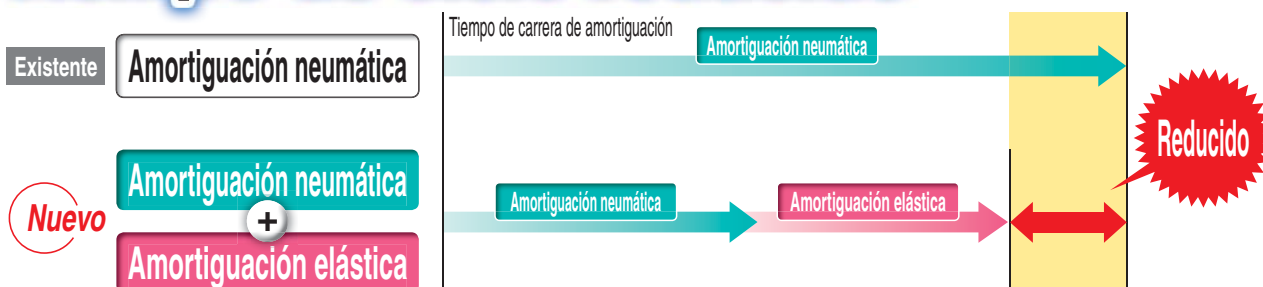 Tiempo de carrera de amortiguación
Existente
Amortiguación neumática
Amortiguación neumática
Reducido
Nuevo
Amortiguación neumática
+
Amortiguación elástica
Amortiguación neumática
Amortiguación elástica